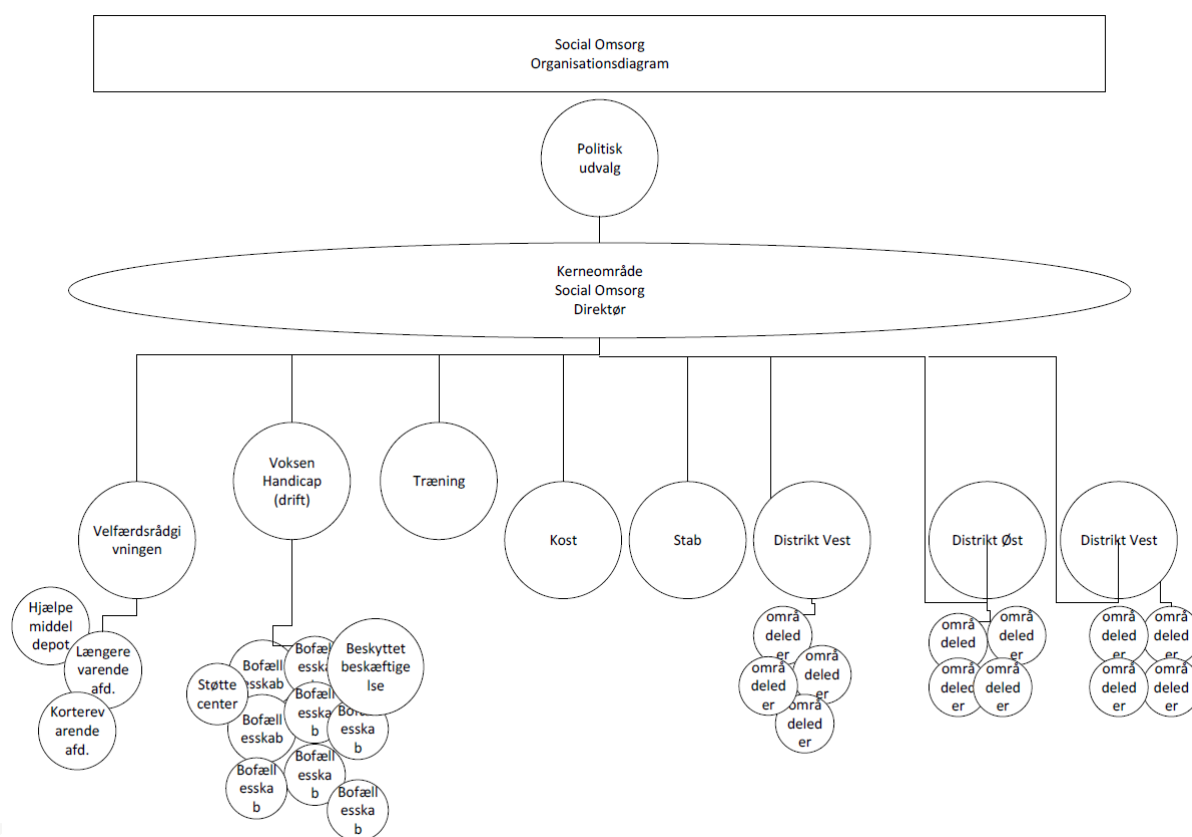 Social Omsorg
Organisationsdiagram
Politisk
udvalg
Kerneområde
Social Omsorg
Direktør
Velfærdsrådgi
vningen
Voksen
Handicap
(drift)
Træning
Kost
Stab
Distrikt Vest
Distrikt Øst
Distrikt Vest
Hjælpe
middel
depot
Længere
varende
afd.
Korterev
arende
afd.
Støtte
center
Bofæll
esskab
Bofæll
esska
Beskyttet
beskæftige
lse
Bofæll
esskab
Bofæll
esska
b
Bofæll
esska
b
Bofæll
esska
b
Bofæll
esska
b
Bofæll
esska
b
områ
deled
er
områ
deled
er
områ
deled
er
områ
deled
er
områ
deled
områ
deled
er
områ
deled
områ
deled
er
områ
deled
er
områ
deled
er
områ
deled
er
områ
deled
er